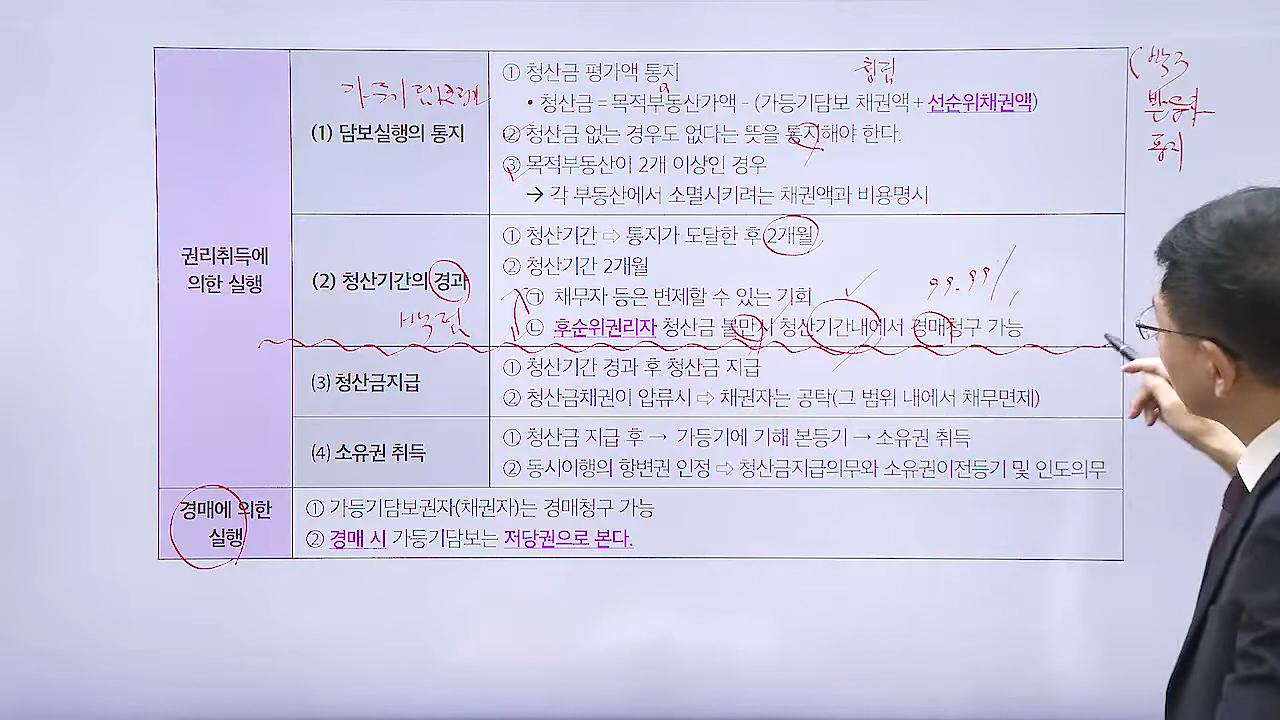 권리취득에
의한 실행
(1) 담보실행의 통지
① 청산금 평가액 통지
• 청산금 = 목적부동산가액 - (가등기담보 채권액 + 선순위채권액)
② 청산금 없는 경우도 없다는 뜻을 통지해야 한다.
③ 목적부동산이 2개 이상인 경우
→ 각 부동산에서 소멸시키려는 채권액과 비용명시
통지
(2) 청산기간의 경과
① 청산기간 ⇨ 통지가 도달한 후 2개월
② 청산기간 2개월
㉠ 채무자 등은 변제할 수 있는 기회
㉡ 후순위권리자 청산금 불만시 청산기간내에서 경매청구 가능
99.99%
(3) 청산금지급
① 청산기간 경과 후 청산금 지급
② 청산금채권이 압류시 ⇨ 채권자는 공탁(그 범위 내에서 채무면제)
(4) 소유권 취득
① 청산금 지급 후 → 가등기에 기해 본등기 → 소유권 취득
② 동시이행의 항변권 인정 ⇨ 청산금지급의무와 소유권이전등기 및 인도의무
경매에 의한
실행
① 가등기담보권자(채권자)는 경매청구 가능
② 경매 시 가등기담보는 저당권으로 본다.